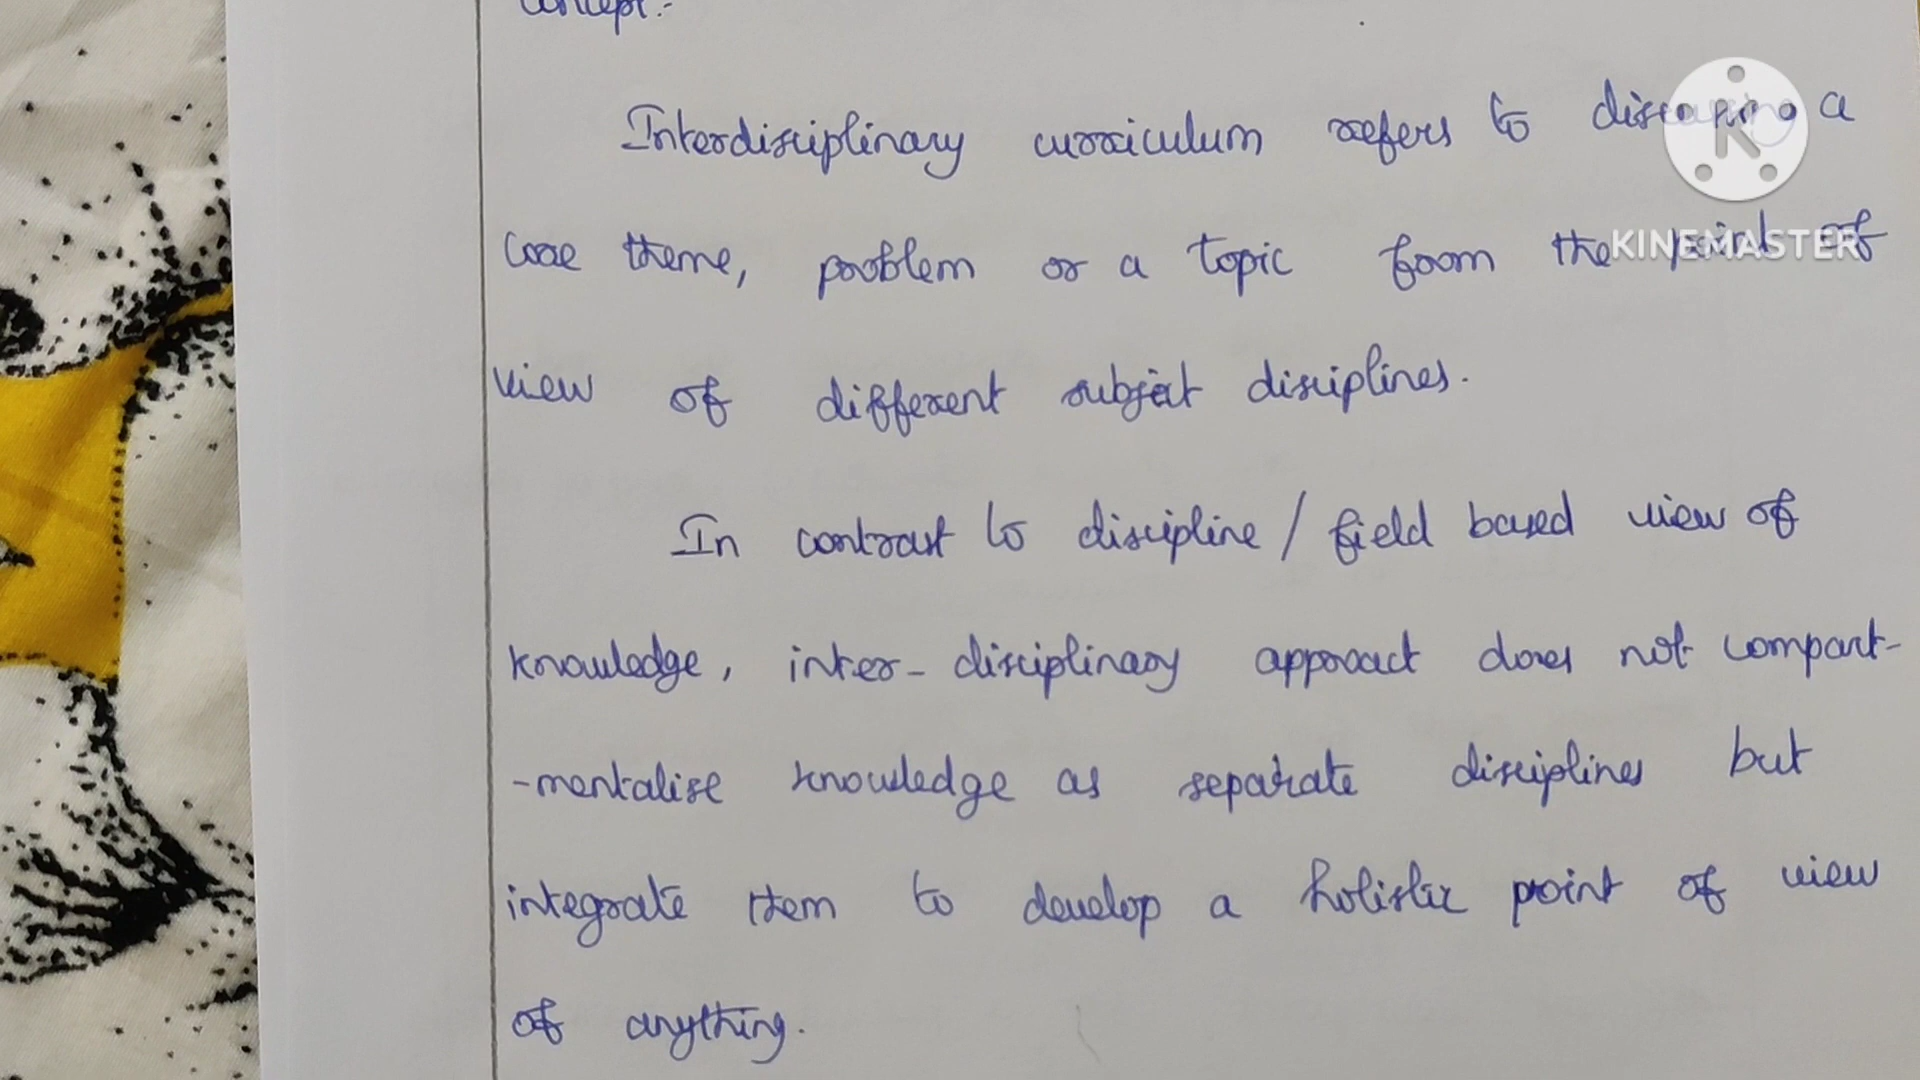 concept:-
Interdisciplinary curriculum refers to discussing a
core theme, problem or a topic from the point of
view of different subject disciplines.
In contrast to discipline / field based view of
knowledge, inter-disciplinary approact does not compart-
-mentalise knowledge as separate disciplines but
integrate them to develop a holistic point of view
of anything.
KINEMASTER